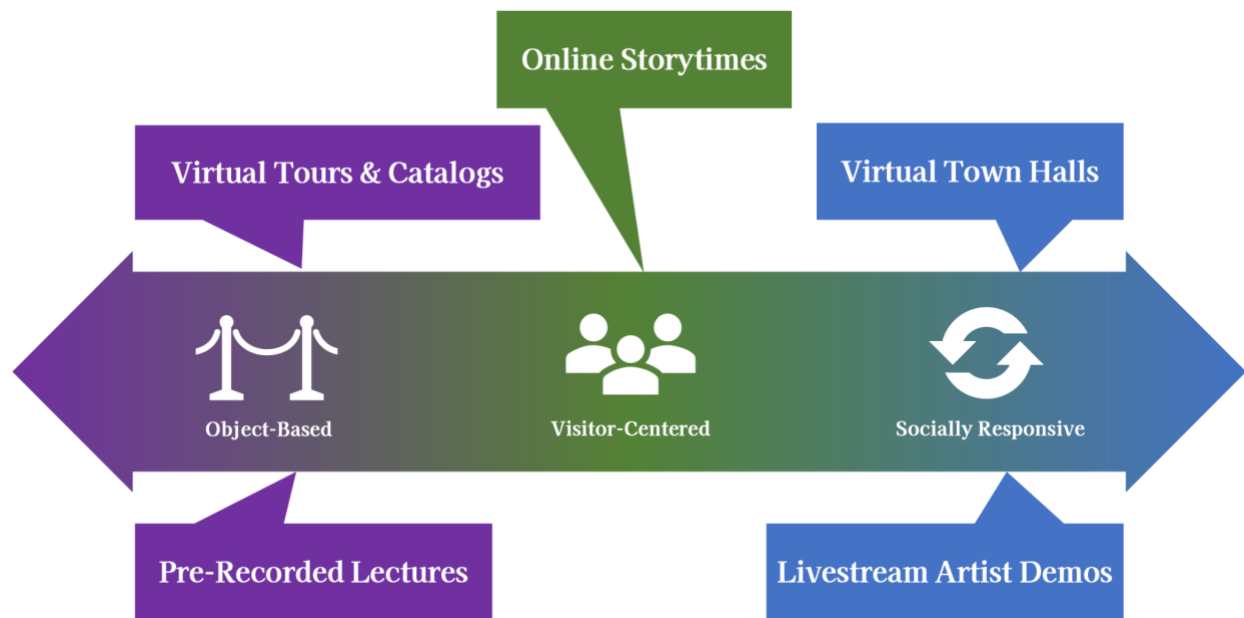 Online Storytimes
Virtual Tours & Catalogs
Virtual Town Halls
Object-Based
Visitor-Centered
Socially Responsive
Pre-Recorded Lectures
Livestream Artist Demos